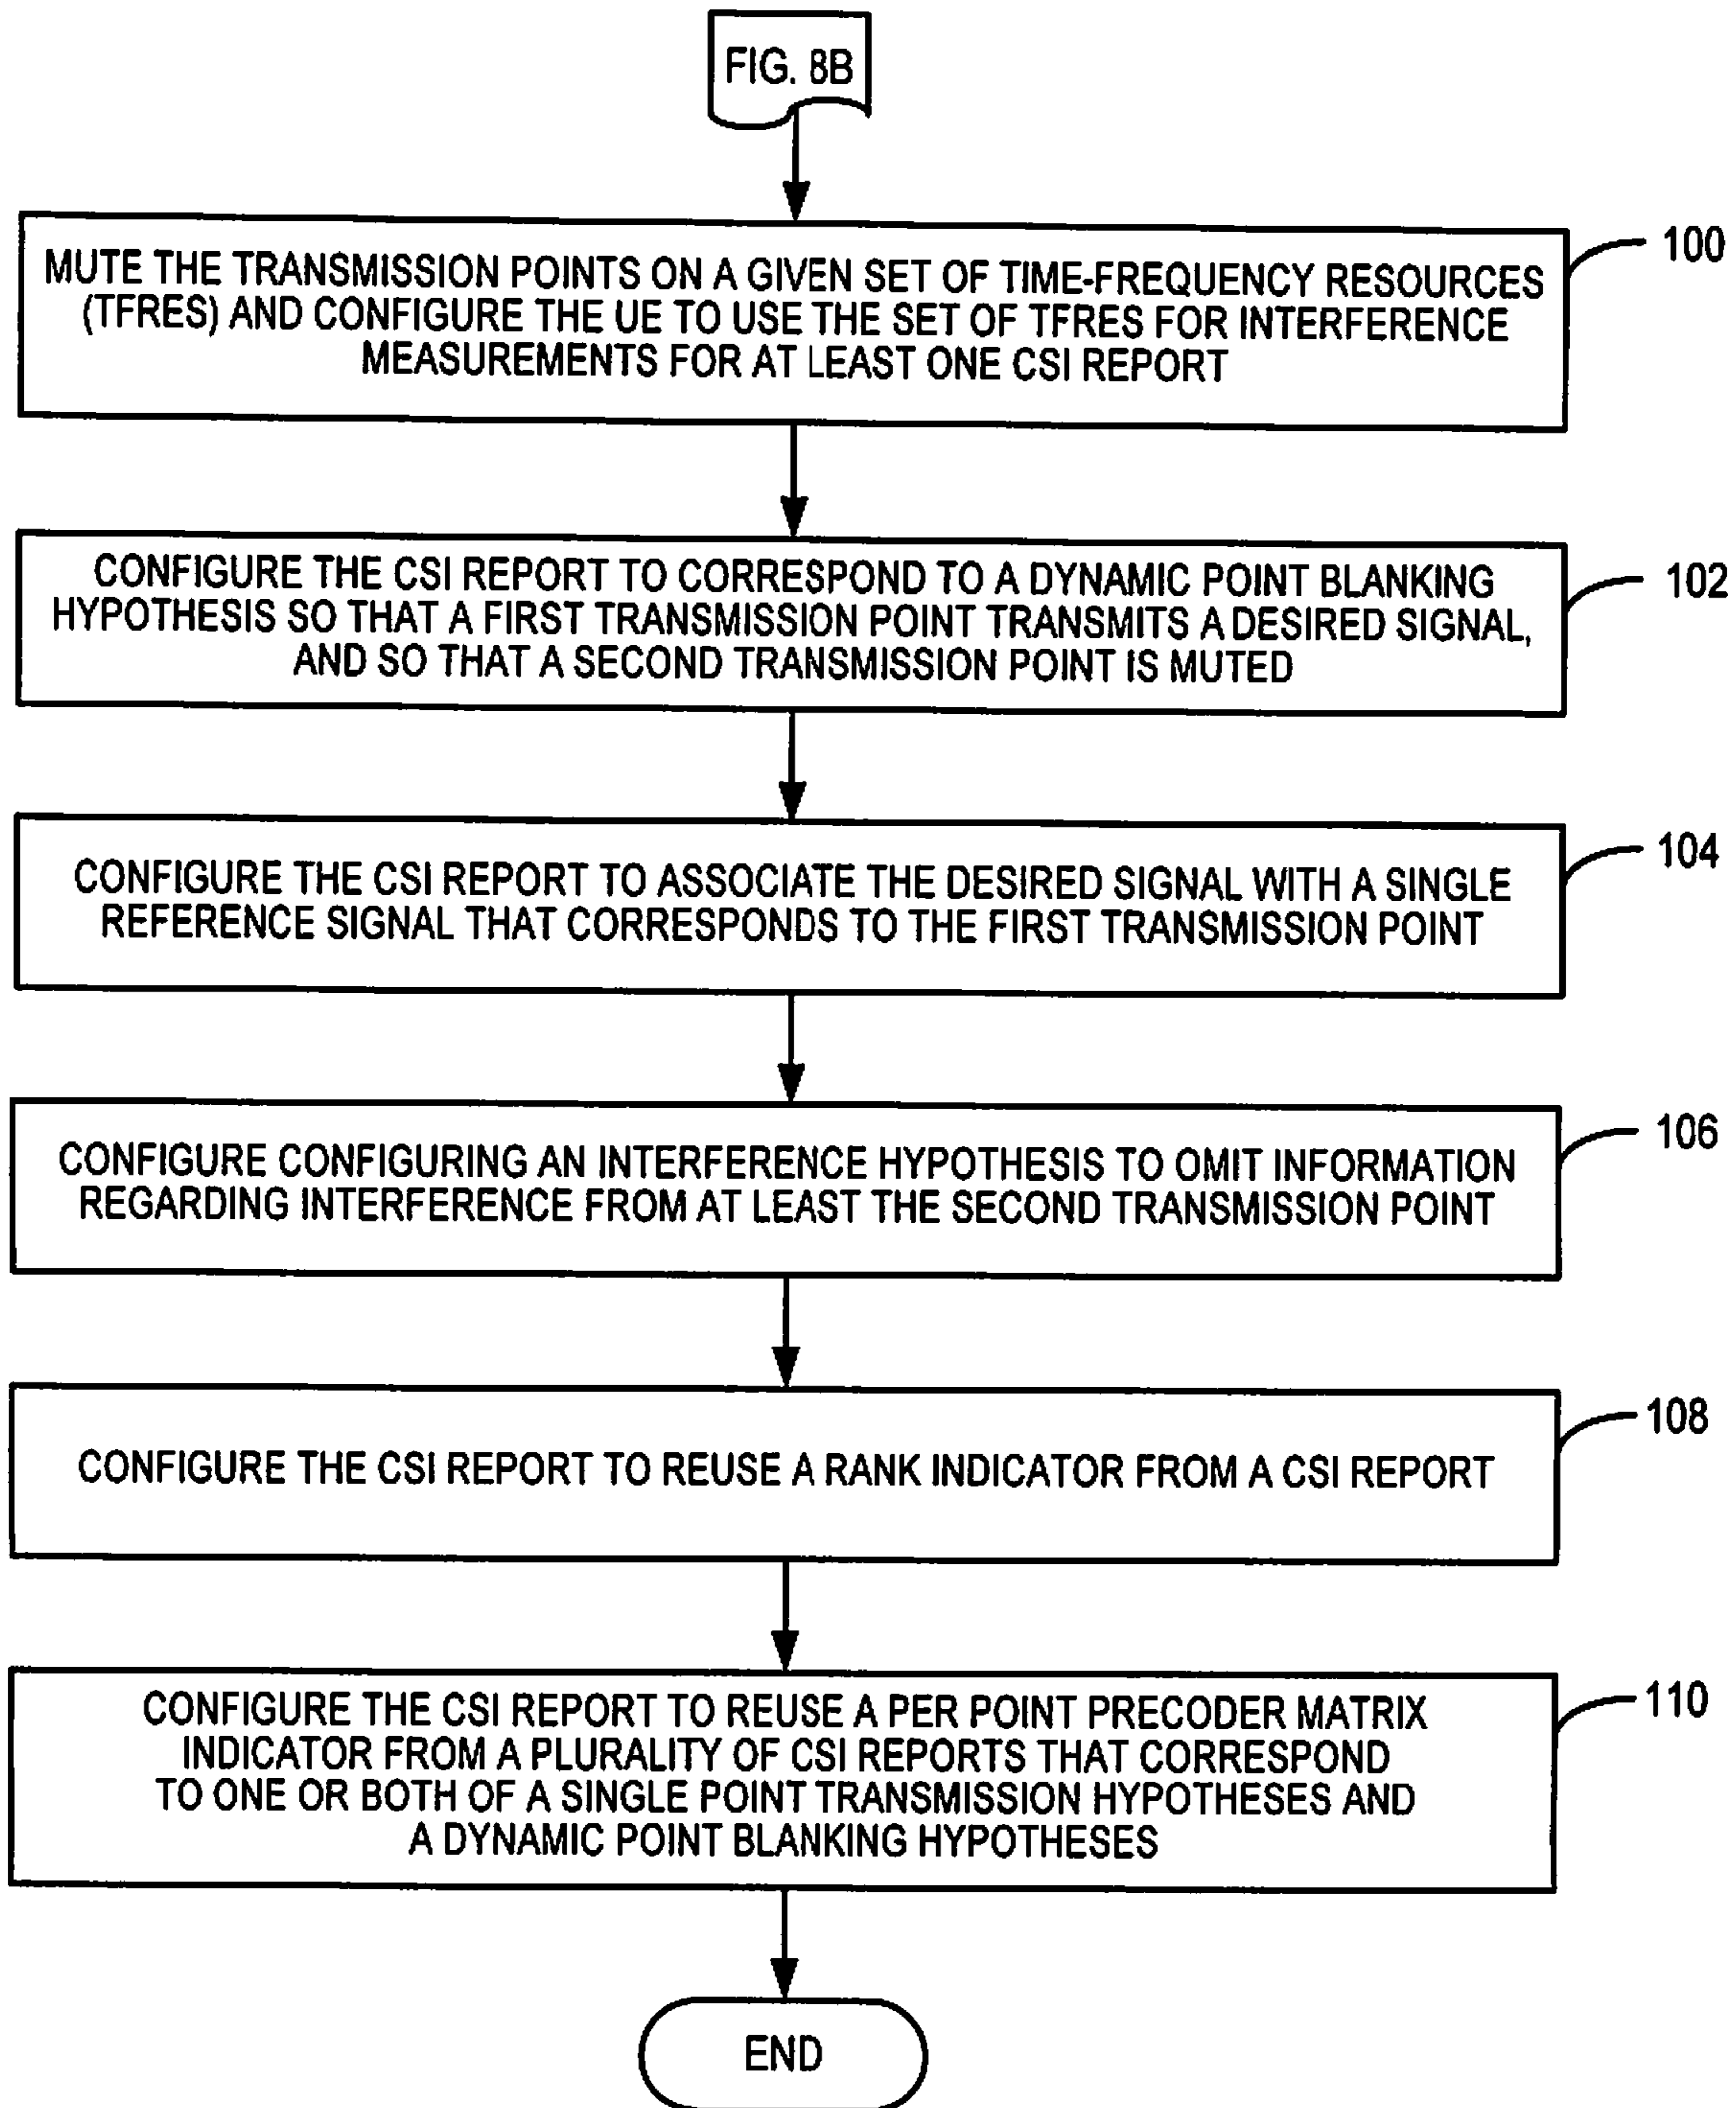 FIG. 8B
MUTE THE TRANSMISSION POINTS ON A GIVEN SET OF TIME-FREQUENCY RESOURCES
(TFRES) AND CONFIGURE THE UE TO USE THE SET OF TFRES FOR INTERFERENCE
MEASUREMENTS FOR AT LEAST ONE CSI REPORT
100
CONFIGURE THE CSI REPORT TO CORRESPOND TO A DYNAMIC POINT BLANKING
HYPOTHESIS SO THAT A FIRST TRANSMISSION POINT TRANSMITS A DESIRED SIGNAL,
AND SO THAT A SECOND TRANSMISSION POINT IS MUTED
102
CONFIGURE THE CSI REPORT TO ASSOCIATE THE DESIRED SIGNAL WITH A SINGLE
REFERENCE SIGNAL THAT CORRESPONDS TO THE FIRST TRANSMISSION POINT
104
CONFIGURE CONFIGURING AN INTERFERENCE HYPOTHESIS TO OMIT INFORMATION
REGARDING INTERFERENCE FROM AT LEAST THE SECOND TRANSMISSION POINT
106
CONFIGURE THE CSI REPORT TO REUSE A RANK INDICATOR FROM A CSI REPORT
108
CONFIGURE THE CSI REPORT TO REUSE A PER POINT PRECODER MATRIX
INDICATOR FROM A PLURALITY OF CSI REPORTS THAT CORRESPOND
TO ONE OR BOTH OF A SINGLE POINT TRANSMISSION HYPOTHESES AND
A DYNAMIC POINT BLANKING HYPOTHESES
110
END